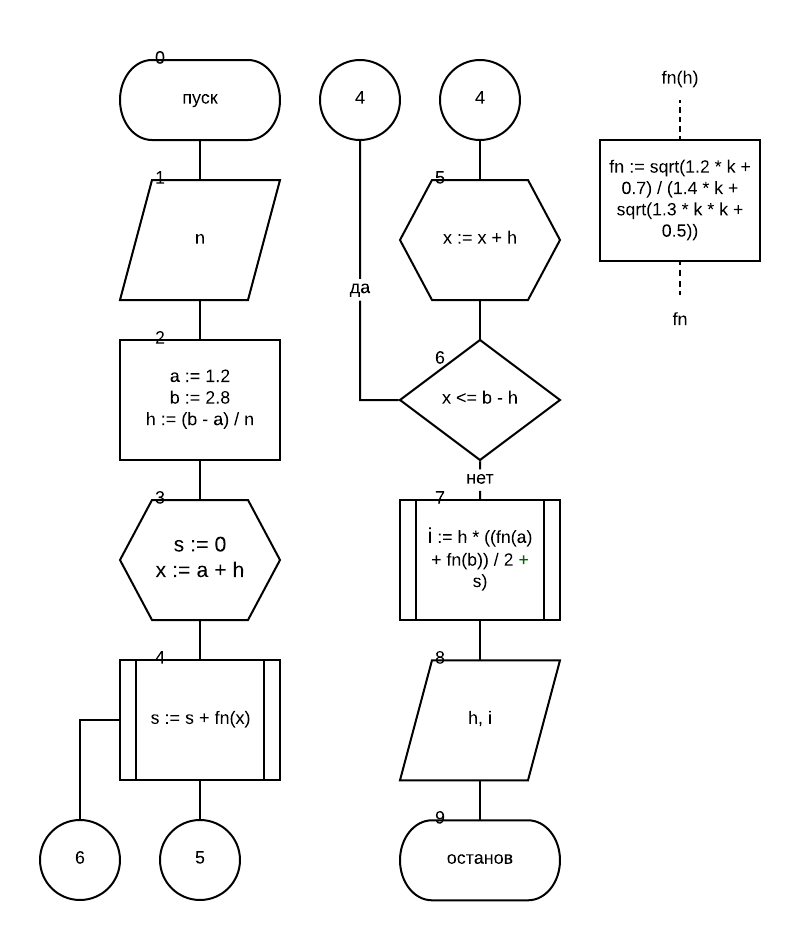 0
пуск
1
n
2
a := 1.2
b := 2.8
h := (b - a) / n
3
s := 0
x := a + h
4
s := s + fn(x)
6
5
4
4
5
x := x + h
да
6
x <= b - h
нет
7
i := h * ((fn(a)
+ fn(b)) / 2 +
s)
8
h, i
9
останов
fn(h)
fn := sqrt(1.2 * k +
0.7) / (1.4 * k +
sqrt(1.3 * k * k +
0.5))
fn